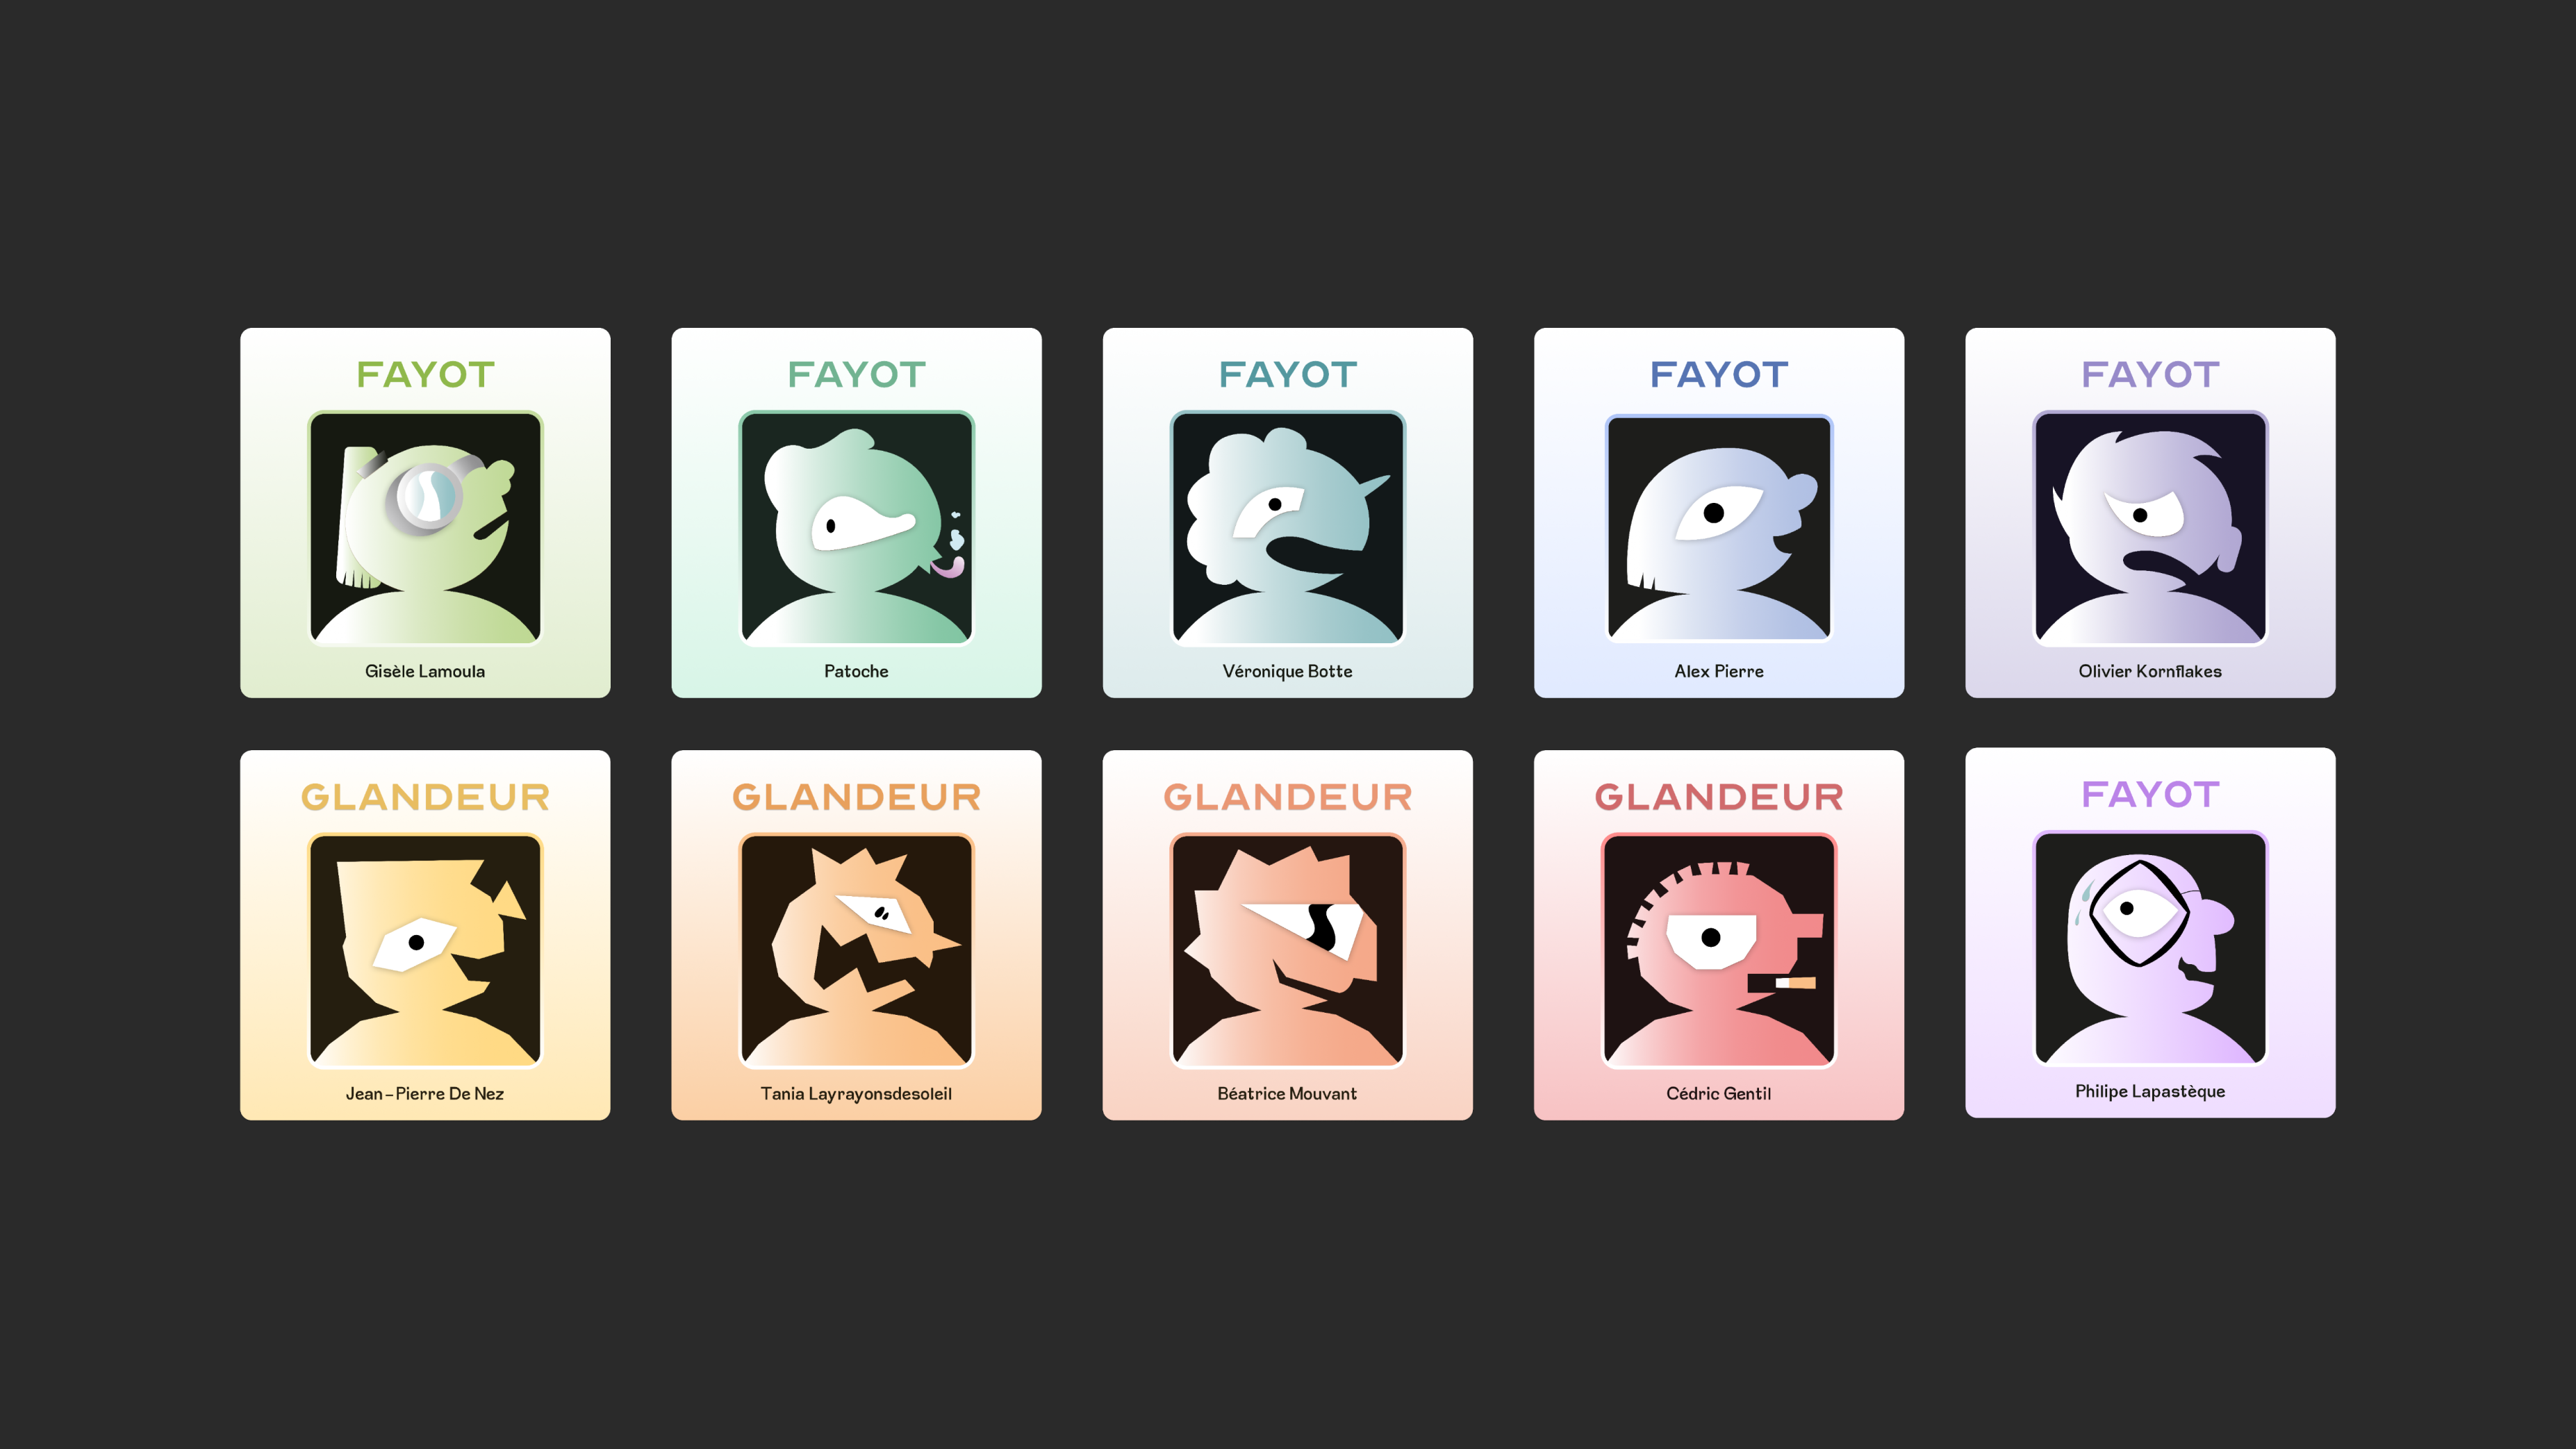 FAYOT
Gisèle Lamoula
FAYOT
Patoche
FAYOT
Véronique Botte
FAYOT
Alex Pierre
FAYOT
Olivier Kornflakes
GLANDEUR
Jean-Pierre De Nez
GLANDEUR
Tania Layrayonsdesoleil
GLANDEUR
Béatrice Mouvant
GLANDEUR
Cédric Gentil
FAYOT
Philipe Lapastèque